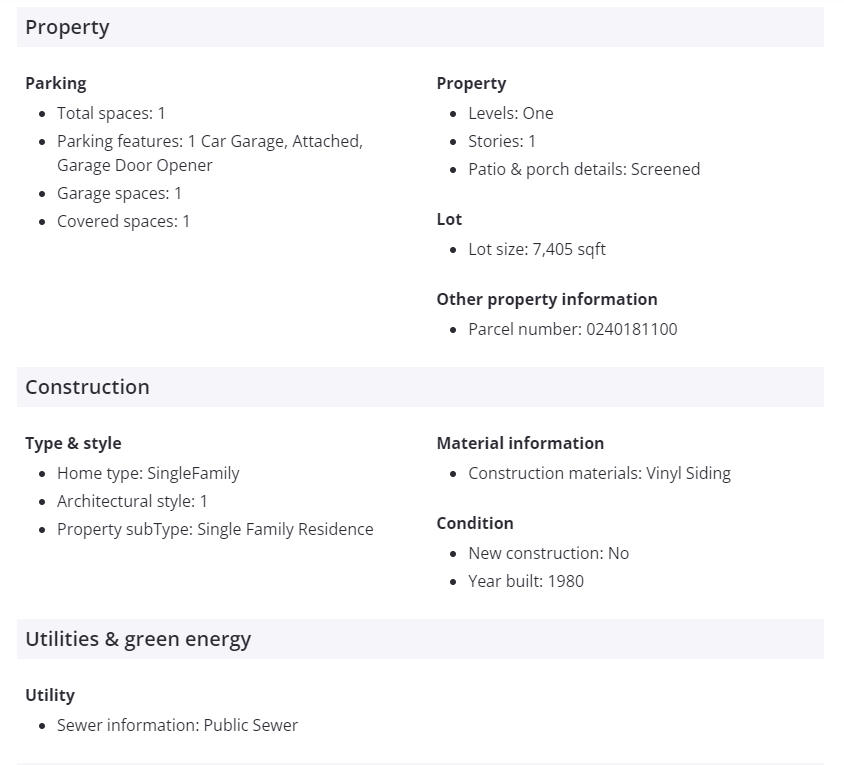 Property
Parking
Total spaces: 1
Parking features: 1 Car Garage, Attached,
Garage Door Opener
Garage spaces: 1
Covered spaces: 1
Property
Levels: One
Stories: 1
Patio & porch details: Screened
Lot
Lot size: 7,405 sqft
Other property information
Parcel number: 0240181100
Construction
Type & style
Home type: SingleFamily
Architectural style: 1
Property subType: Single Family Residence
Material information
Construction materials: Vinyl Siding
Condition
New construction: No
Year built: 1980
Utilities & green energy
Utility
Sewer information: Public Sewer